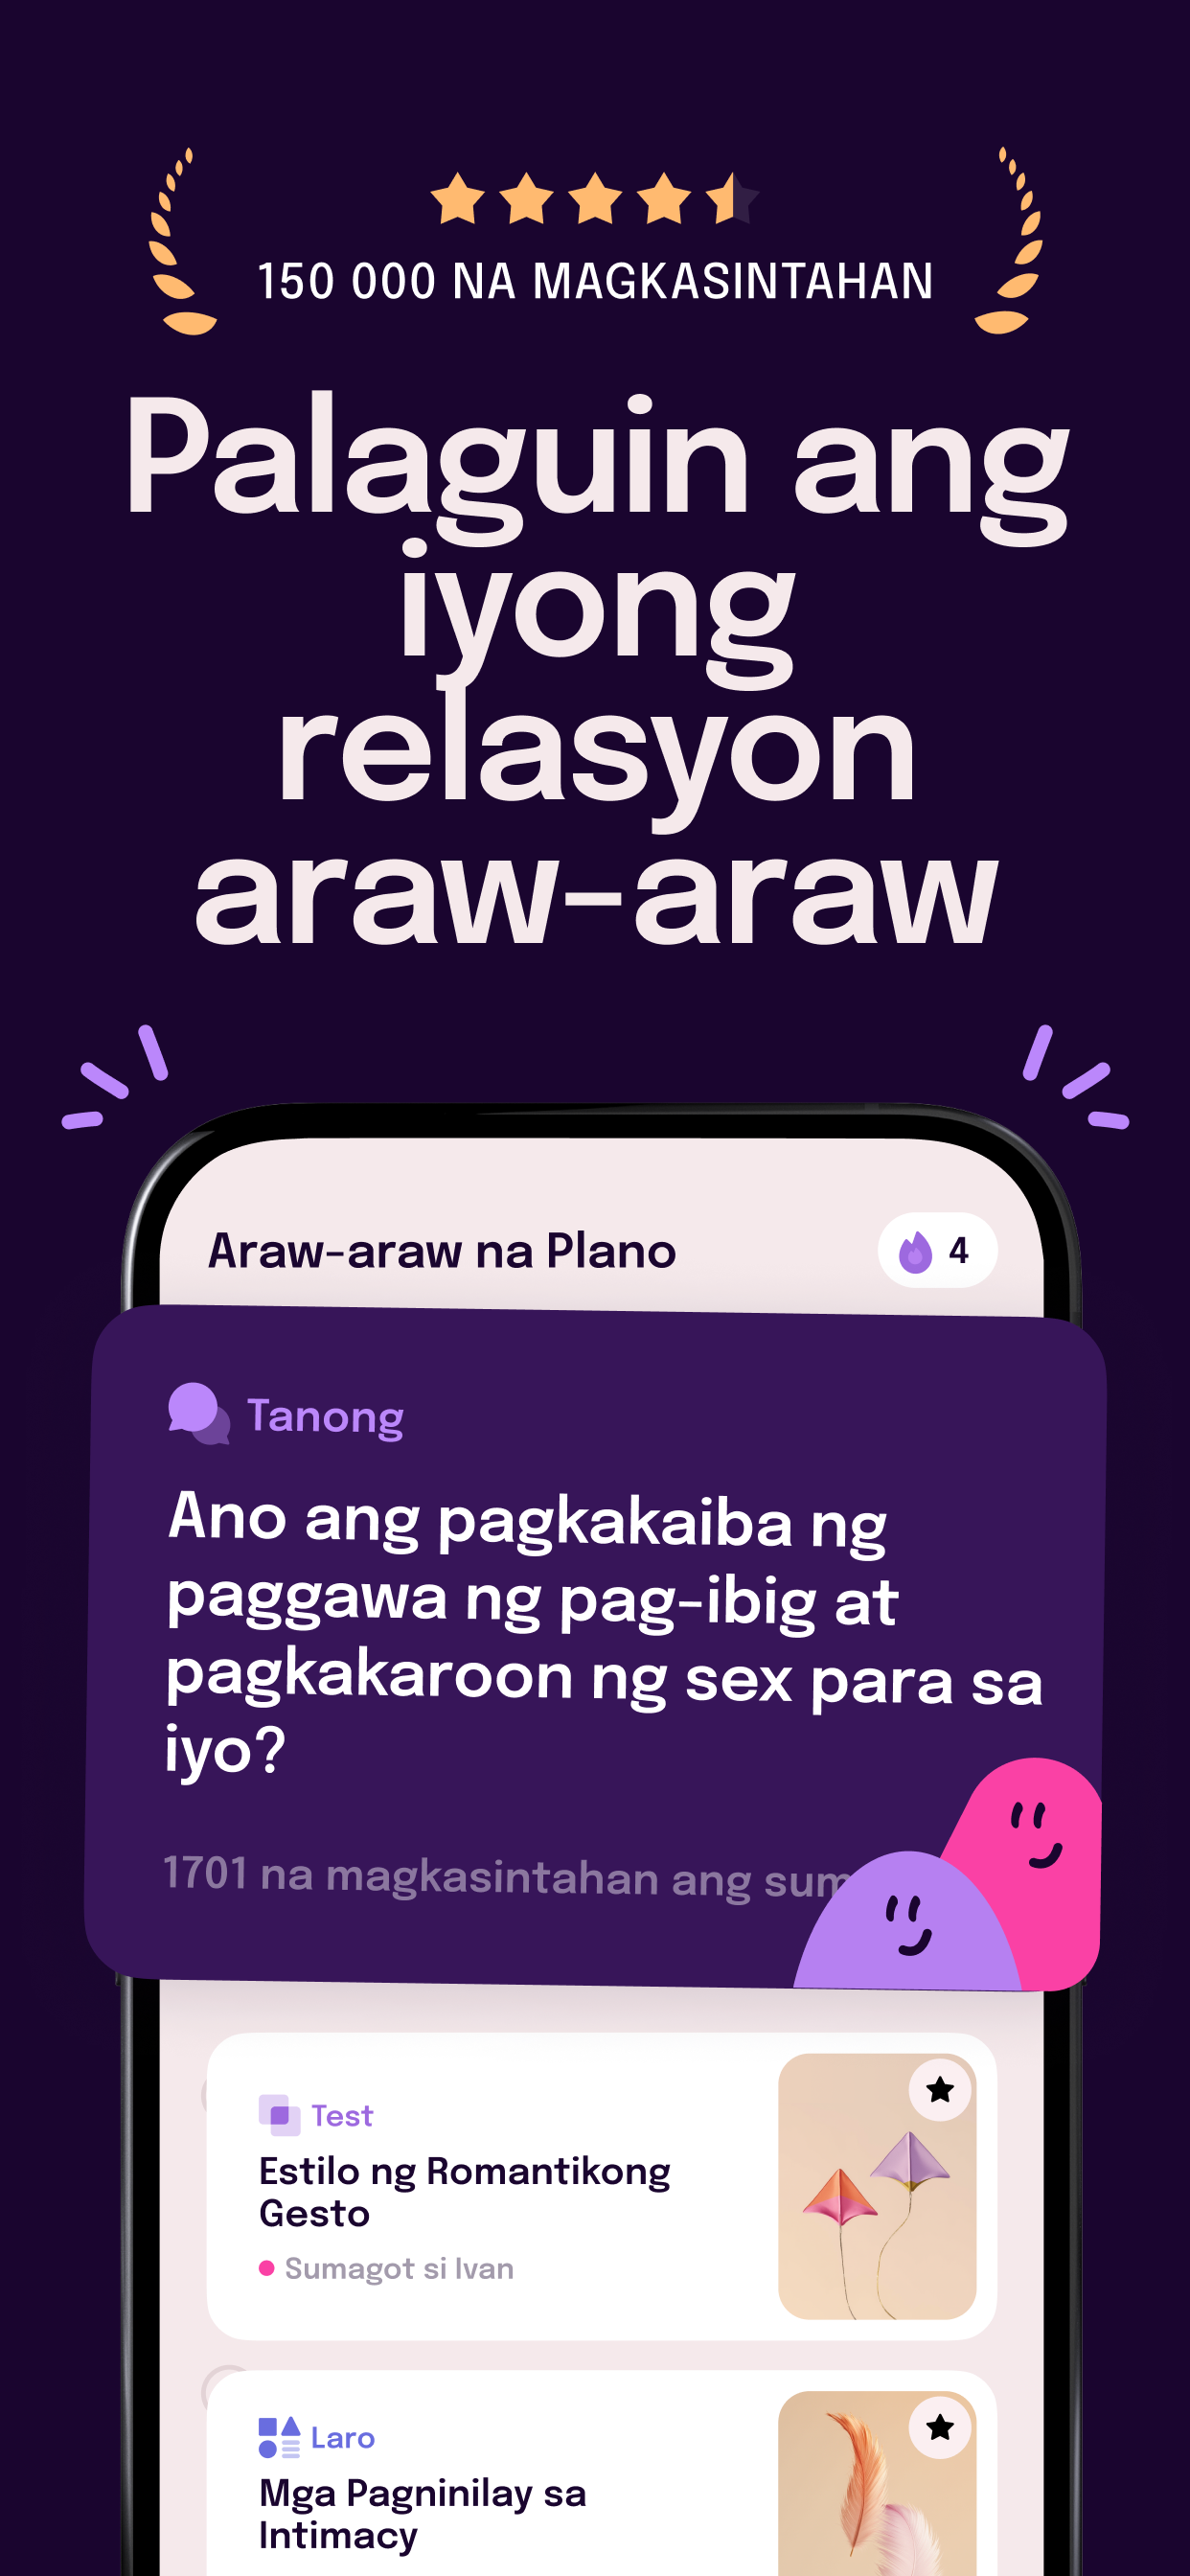 150 000 NA MAGKASINTAHAN
Palaguin ang
iyong
relasyon
araw-araw
Araw-araw na Plano
4
Tanong
Ano ang pagkakaiba ng
paggawa ng pag-ibig at
pagkakaroon ng sex para sa
iyo?
1701 na magkasintahan ang
Test
Estilo ng Romantikong
Gesto
Sumagot si Ivan
Laro
Mga Pagninilay sa
Intimacy